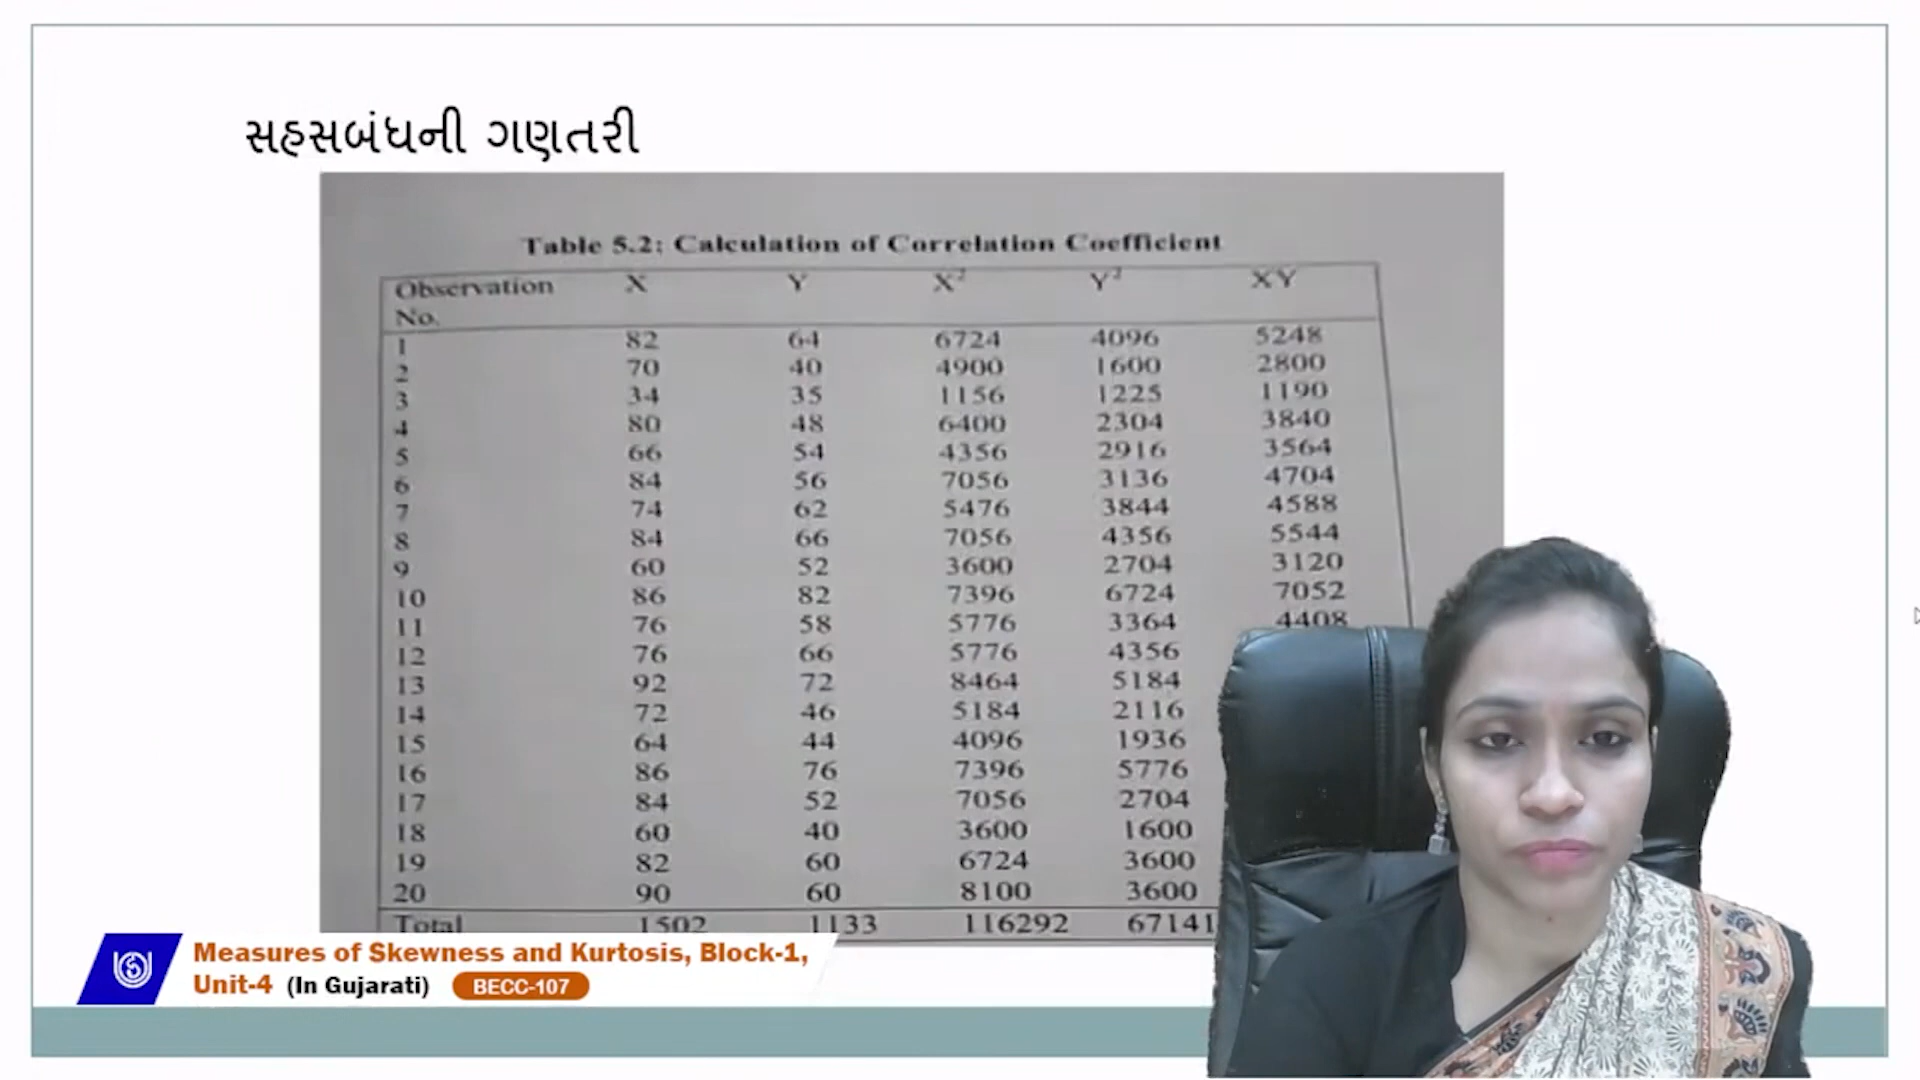 સહસબંધની ગણતરી
Table 5.2: Calculation of Correlation Coefficient
Observation No. X Y X² Y² XY
1 82 64 6724 4096 5248
2 70 40 4900 1600 2800
3 34 35 1156 1225 1190
4 80 48 6400 2304 3840
5 66 54 4356 2916 3564
6 84 56 7056 3136 4704
7 74 62 5476 3844 4588
8 84 66 7056 4356 5544
9 60 52 3600 2704 3120
10 86 82 7396 6724 7052
11 76 58 5776 3364 4408
12 76 66 5776 4356
13 92 72 8464 5184
14 72 46 5184 2116
15 64 44 4096 1936
16 86 76 7396 5776
17 84 52 7056 2704
18 60 40 3600 1600
19 82 60 6724 3600
20 90 60 8100 3600
Total 1502 1133 116292 67141
Measures of Skewness and Kurtosis, Block-1,
Unit-4 (In Gujarati) BECC-107